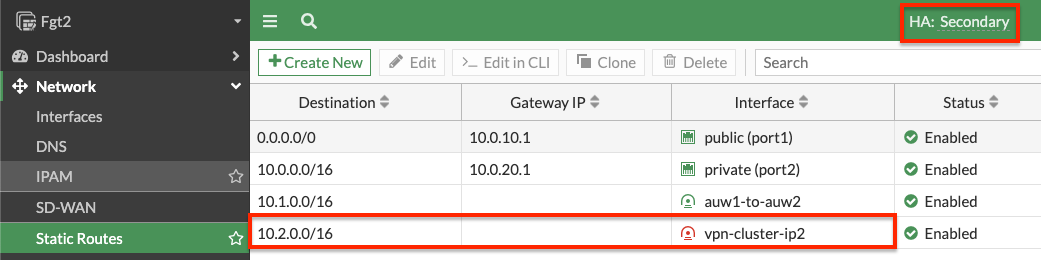 Fgt2
HA: Secondary
Dashboard
Network
Interfaces
DNS
IPAM
SD-WAN
Static Routes
+Create New Edit >_ Edit in CLI Clone Delete Search
Destination Gateway IP Interface Status
0.0.0.0/0 10.0.10.1 public (port1) Enabled
10.0.0.0/16 10.0.20.1 private (port2) Enabled
10.1.0.0/16 auw1-to-auw2 Enabled
10.2.0.0/16 vpn-cluster-ip2 Enabled